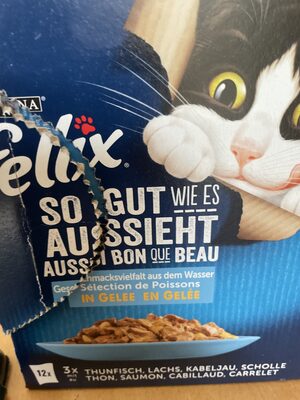 INA
Felix
SO GUT WIE ES
AUSSIEHT
AUSSI BON QUE BEAU
schmacksvielfalt aus dem Wasser
Sélection de Poissons
IN GELEE EN GELÉE
12x
3x THUNFISCH, LACHS, KABELJAU, SCHOLLE
THON, SAUMON, CABILLAUD, CARRELET